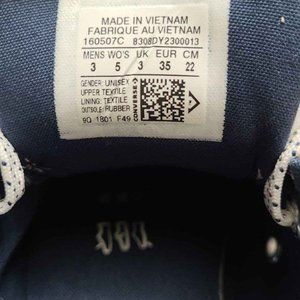 MADE IN VIETNAM
FABRIQUE AU VIETNAM
160507C 8308DY2300013
MENS WO'S UK EUR CM
3 5 3 35 22
GENDER: UNISEX
UPPER: TEXTILE
LINING: TEXTILE
OUTSOLE: RUBBER
9Q 1801 F49
CONVERSE